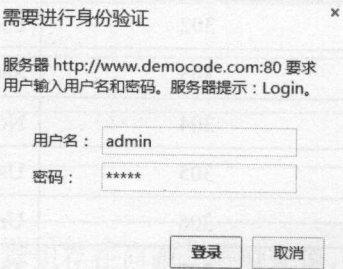 需要进行身份验证
×
服务器 http://www.democode.com:80 要求
用户输入用户名和密码。服务器提示：Login。
用户名： admin
密码： *****
登录 取消